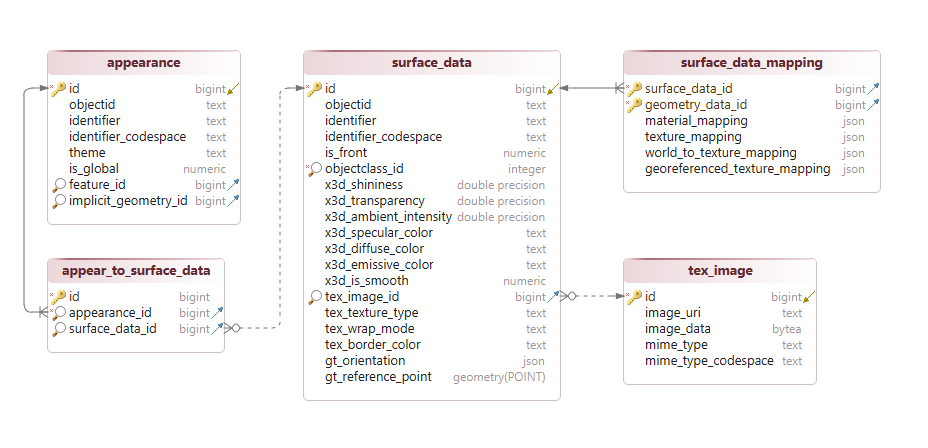 appearance
id bigint
objectid text
identifier text
identifier_codespace text
theme text
is_global numeric
feature_id bigint
implicit_geometry_id bigint
appear_to_surface_data
id bigint
appearance_id bigint
surface_data_id bigint
surface_data
id bigint
objectid text
identifier text
identifier_codespace text
is_front numeric
objectclass_id integer
x3d_shininess double precision
x3d_transparency double precision
x3d_ambient_intensity double precision
x3d_specular_color text
x3d_diffuse_color text
x3d_emissive_color text
x3d_is_smooth numeric
tex_image_id bigint
tex_texture_type text
tex_wrap_mode text
tex_border_color text
gt_orientation json
gt_reference_point geometry(POINT)
surface_data_mapping
surface_data_id bigint
geometry_data_id bigint
material_mapping json
texture_mapping json
world_to_texture_mapping json
georeferenced_texture_mapping json
tex_image
id bigint
image_uri text
image_data bytea
mime_type text
mime_type_codespace text